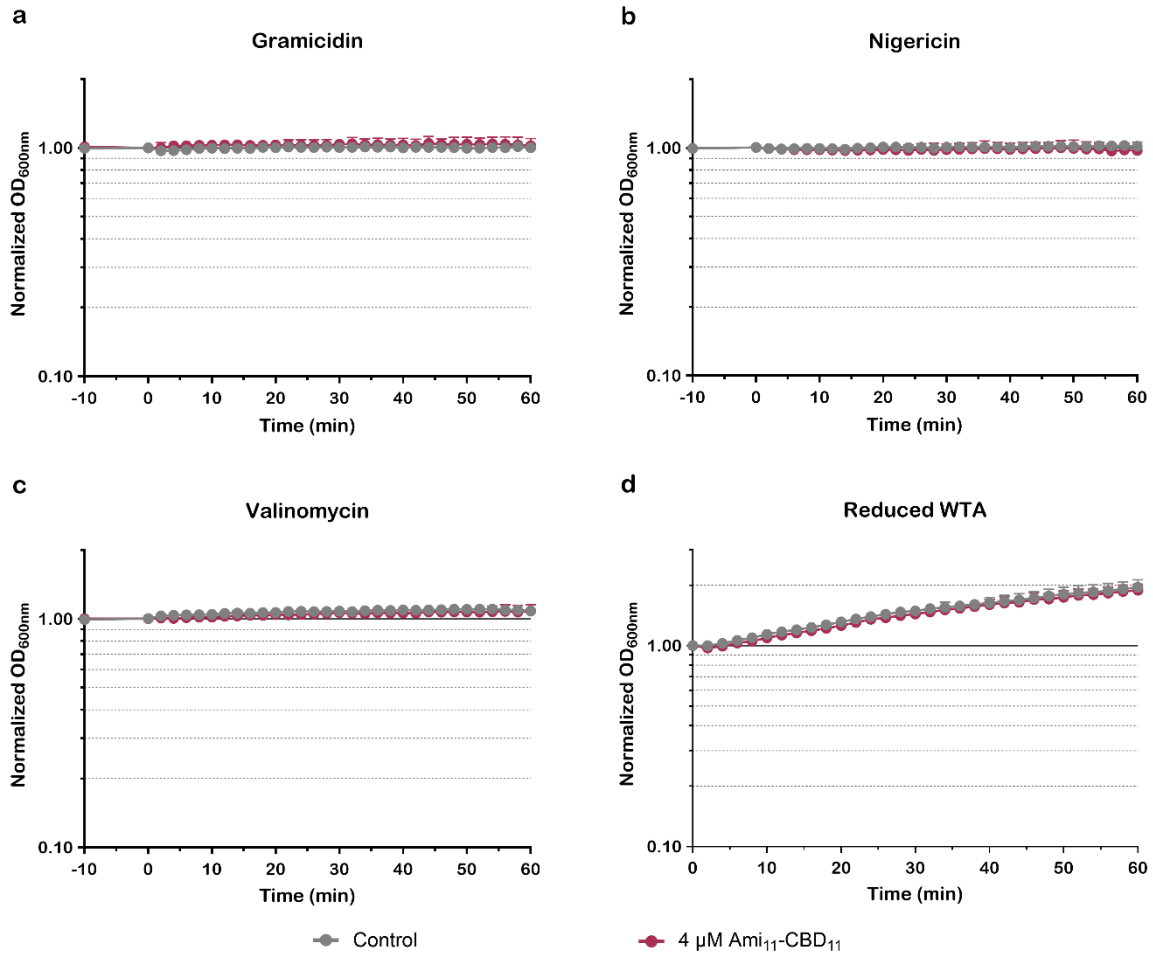 a
Gramicidin
Normalized OD600nm
1.00
0.10
-10 0 10 20 30 40 50 60
Time (min)
b
Nigericin
Normalized OD600nm
1.00
0.10
-10 0 10 20 30 40 50 60
Time (min)
c
Valinomycin
Normalized OD600nm
1.00
0.10
-10 0 10 20 30 40 50 60
Time (min)
d
Reduced WTA
Normalized OD600nm
1.00
0.10
0 10 20 30 40 50 60
Time (min)
Control
4 µM Ami11-CBD11